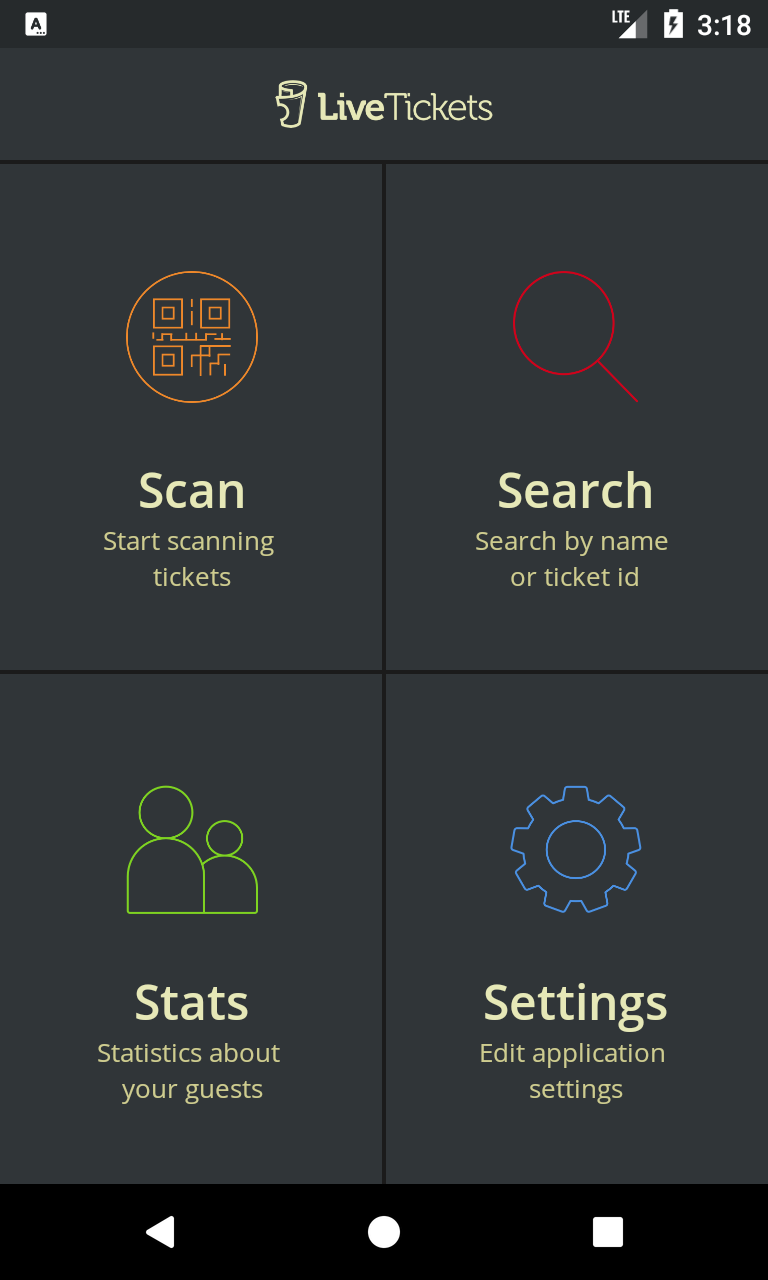 LTE 3:18
LiveTickets
Scan
Start scanning
tickets
Search
Search by name
or ticket id
Stats
Statistics about
your guests
Settings
Edit application
settings